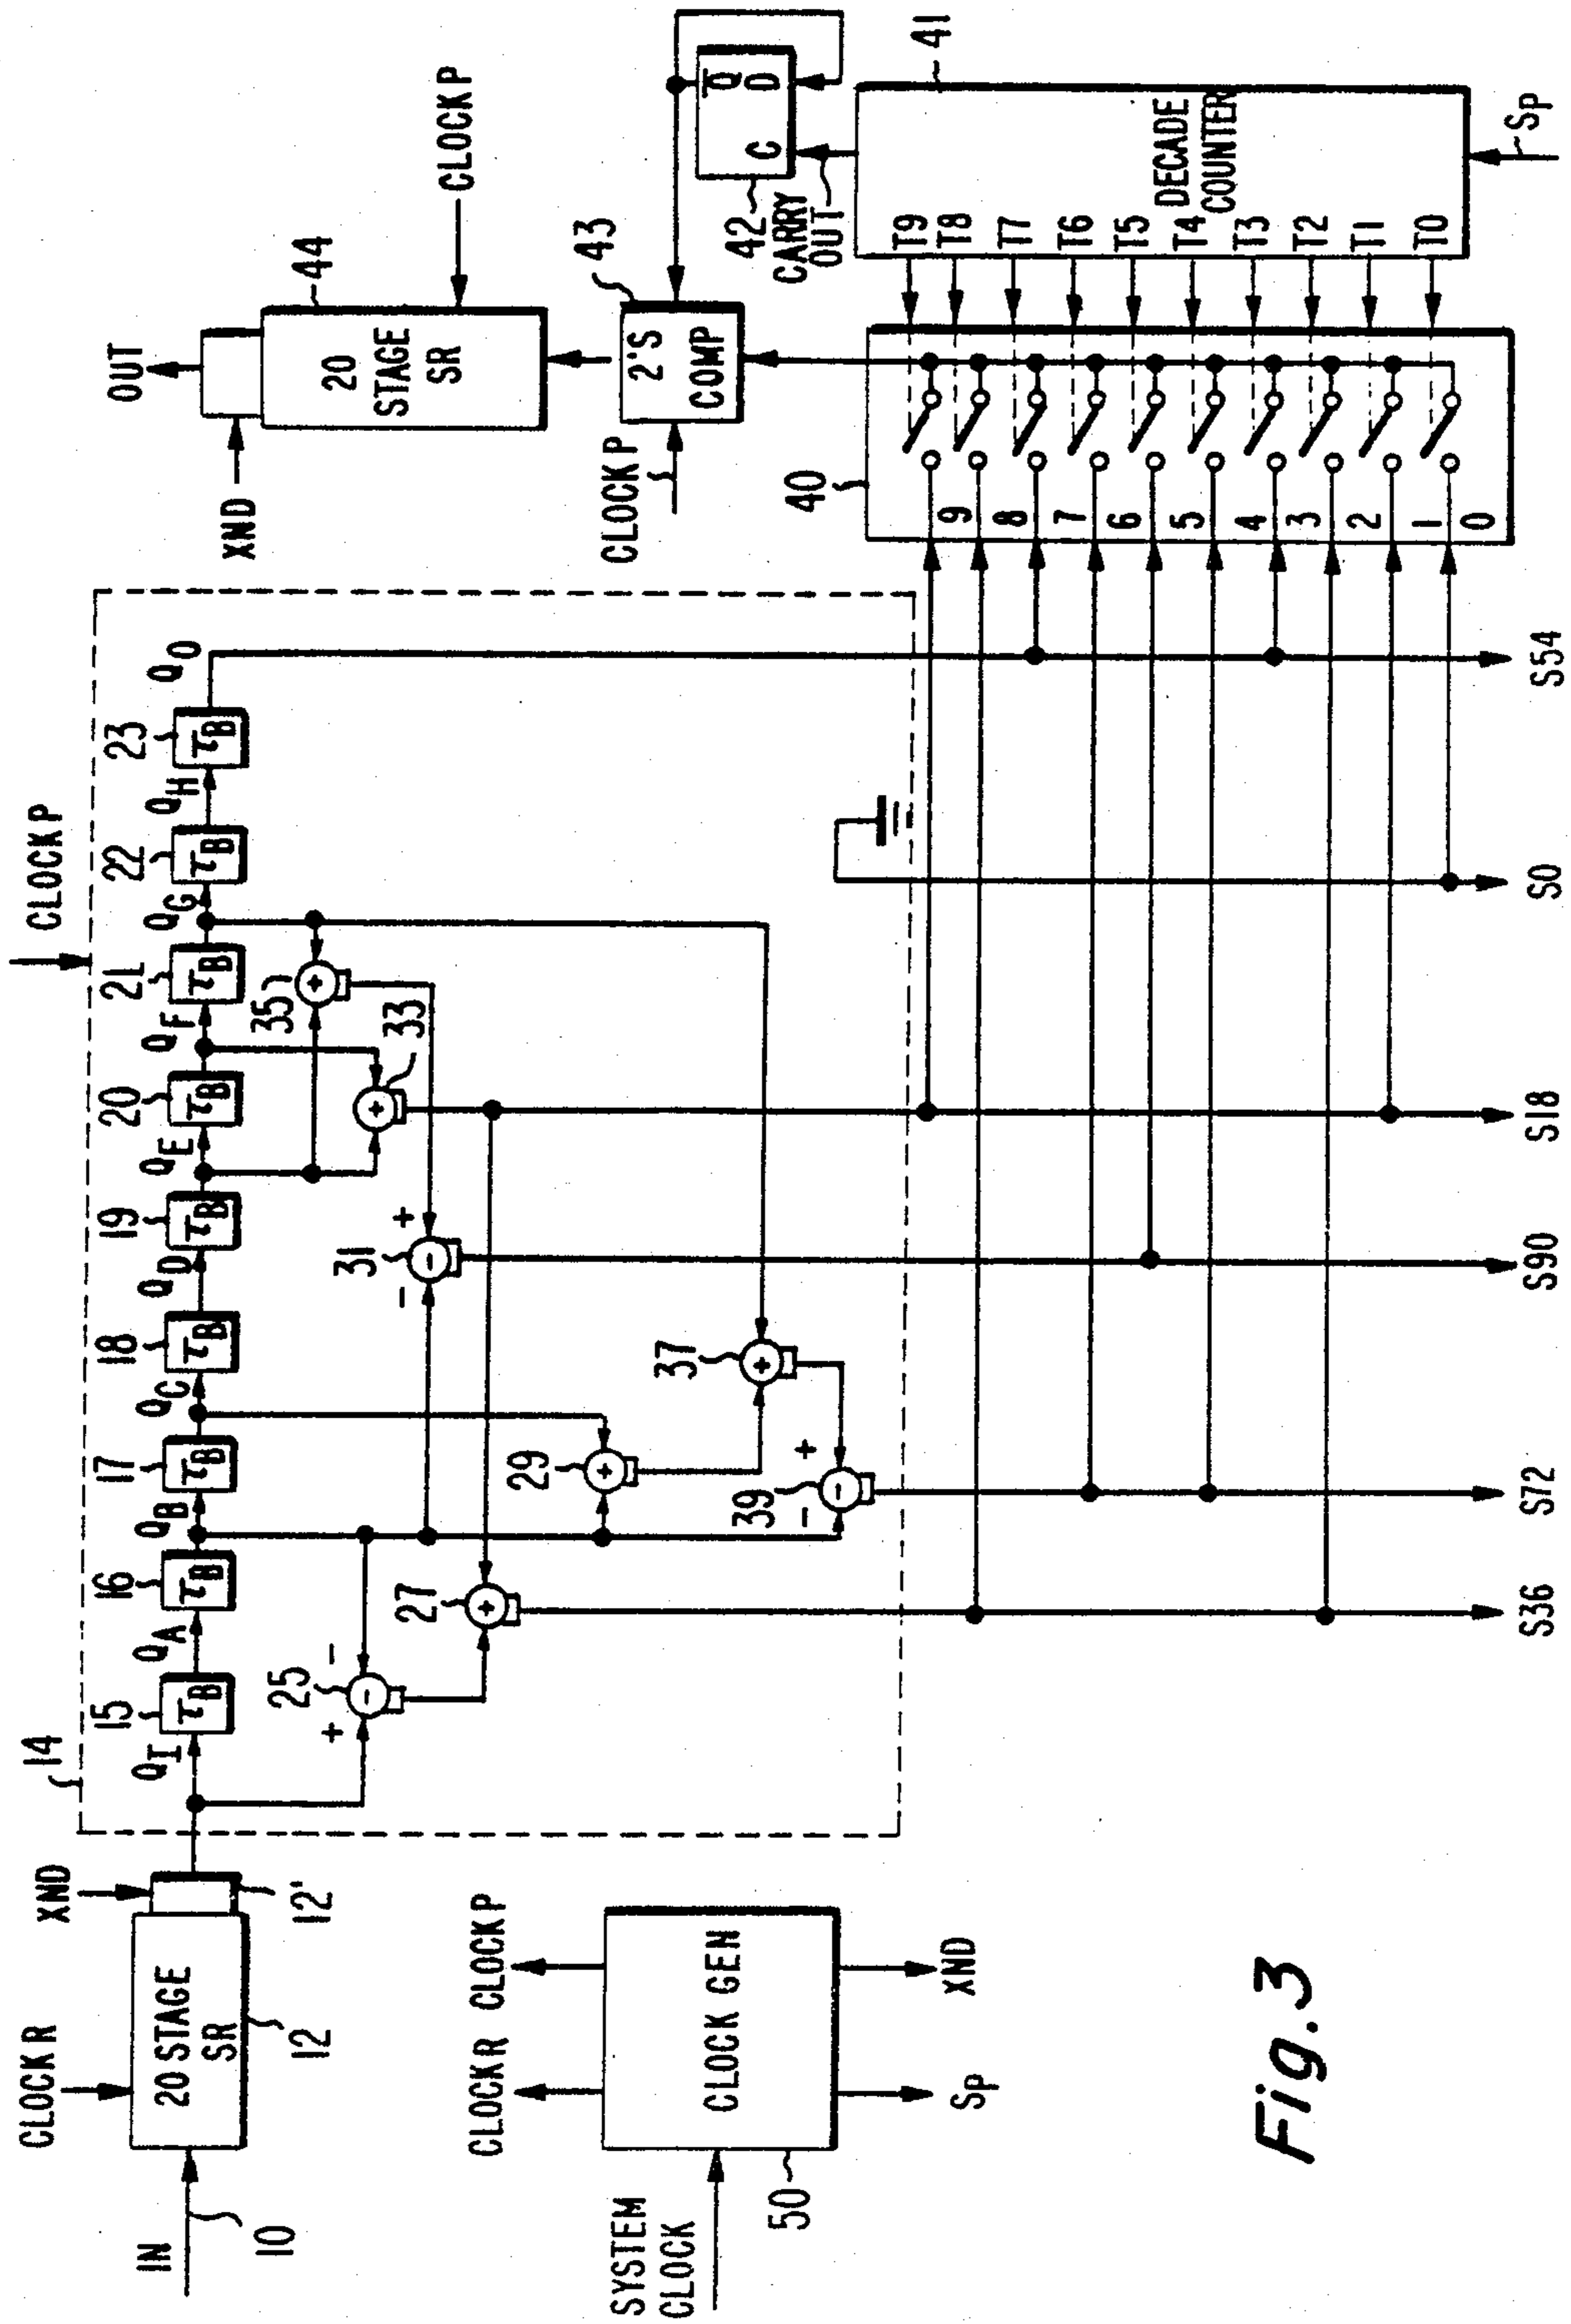 IN
10
CLOCK R
20 STAGE
SR
12
XND
12'
14
CLOCK P
QI
15
τB
QA
16
τB
QB
17
τB
QC
18
τB
QD
19
τB
QE
20
τB
QF
21
τB
QG
22
τB
QH
23
τB
QO
25
+
-
-
27
+
29
+
31
-
+
-
33
+
35
+
37
+
39
-
+
-
S36
S72
S90
S18
S0
S54
XND
OUT
44
20
STAGE
SR
CLOCK P
CLOCK P
43
2'S
COMP
42
Q
D
C
CARRY
OUT
41
40
9
8
7
6
5
4
3
2
1
0
T9
T8
T7
T6
T5
T4
T3
T2
T1
T0
DECADE
COUNTER
Sp
SYSTEM
CLOCK
50
CLOCK R
CLOCK P
CLOCK GEN
Sp
XND
Fig. 3